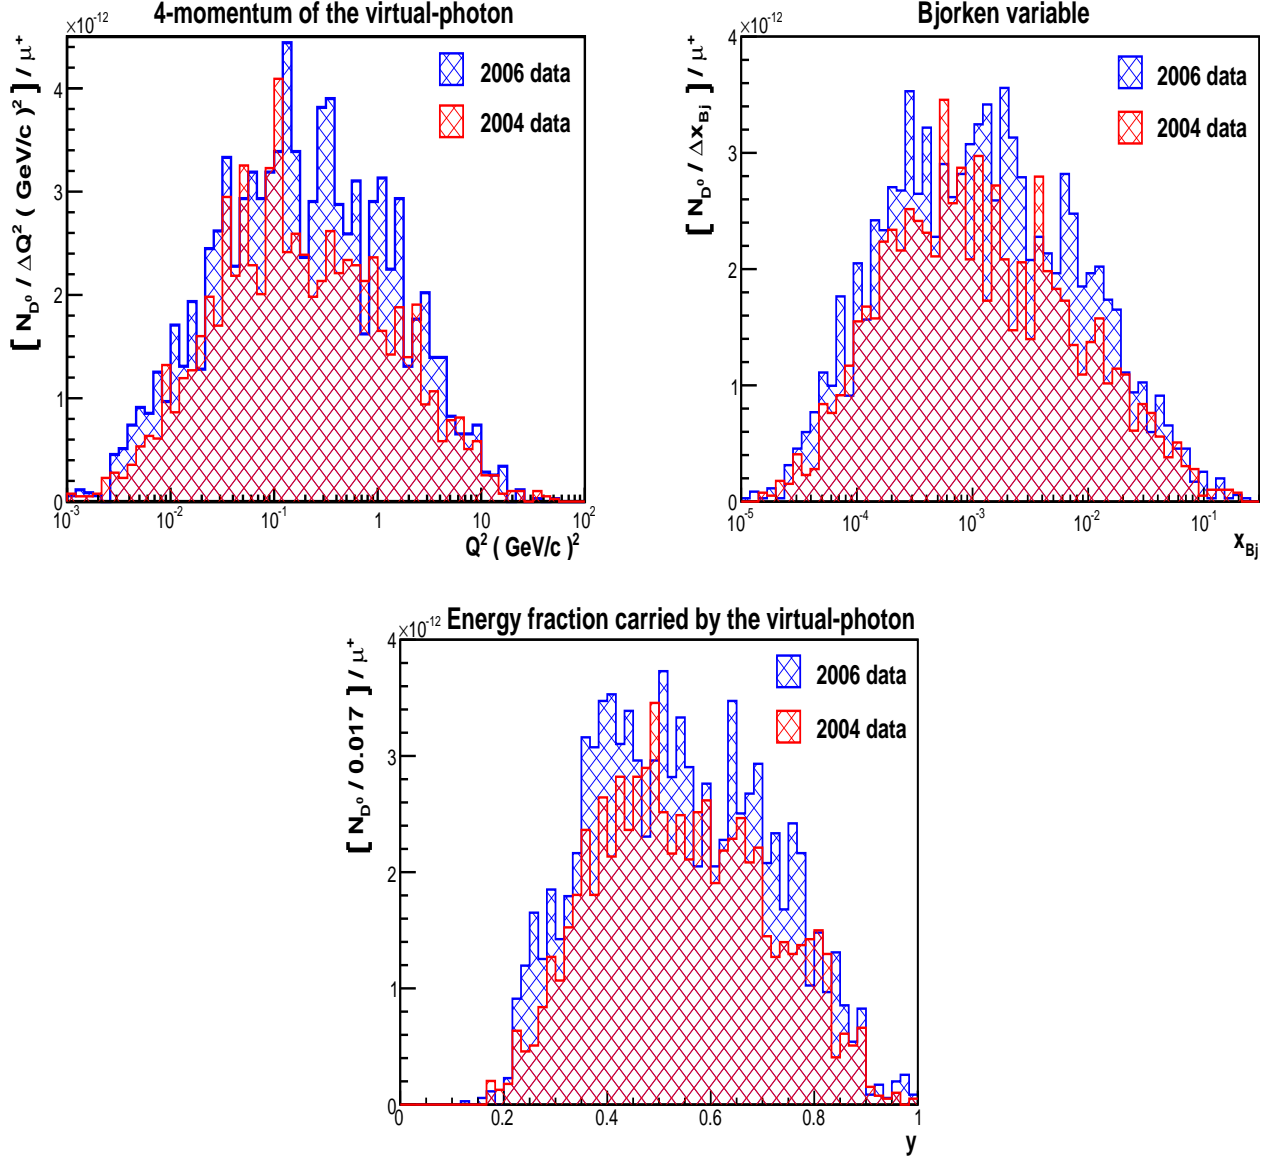 4-momentum of the virtual-photon
×10⁻¹²
[ N_D⁰ / ΔQ² ( GeV/c )² ] / μ⁺
4
3
2
1
0
2006 data
2004 data
10⁻³ 10⁻² 10⁻¹ 1 10 10²
Q² ( GeV/c )²
Bjorken variable
×10⁻¹²
[ N_D⁰ / Δx_Bj ] / μ⁺
4
3
2
1
0
2006 data
2004 data
10⁻⁵ 10⁻⁴ 10⁻³ 10⁻² 10⁻¹
x_Bj
Energy fraction carried by the virtual-photon
×10⁻¹²
[ N_D⁰ / 0.017 ] / μ⁺
4
3
2
1
0
2006 data
2004 data
0 0.2 0.4 0.6 0.8 1
y